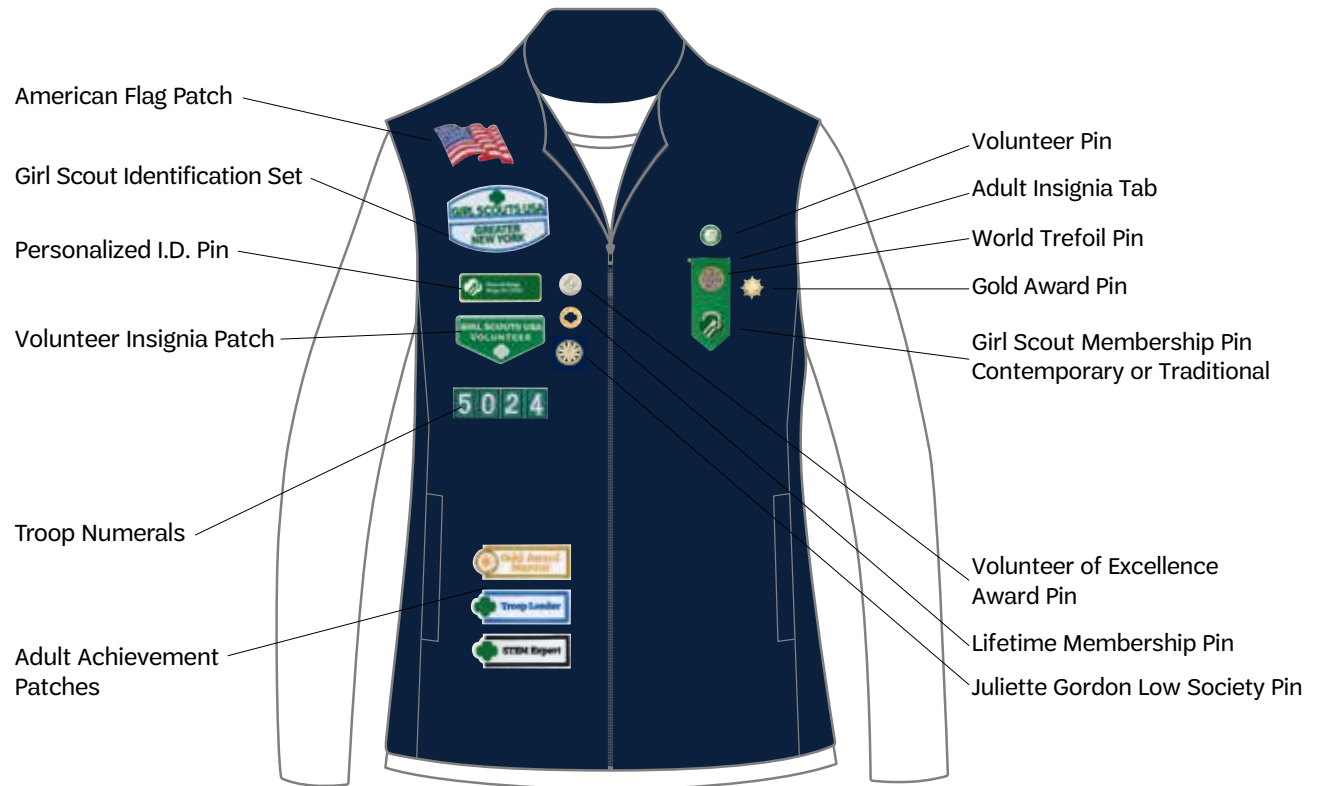 American Flag Patch
Girl Scout Identification Set
Personalized I.D. Pin
Volunteer Insignia Patch
Troop Numerals
Adult Achievement
Patches
GIRL SCOUTS USA
GREATER
NEW YORK
GIRL SCOUTS USA
VOLUNTEER
5024
Gold Award
Troop Leader
STEM Expert
Volunteer Pin
Adult Insignia Tab
World Trefoil Pin
Gold Award Pin
Girl Scout Membership Pin
Contemporary or Traditional
Volunteer of Excellence
Award Pin
Lifetime Membership Pin
Juliette Gordon Low Society Pin